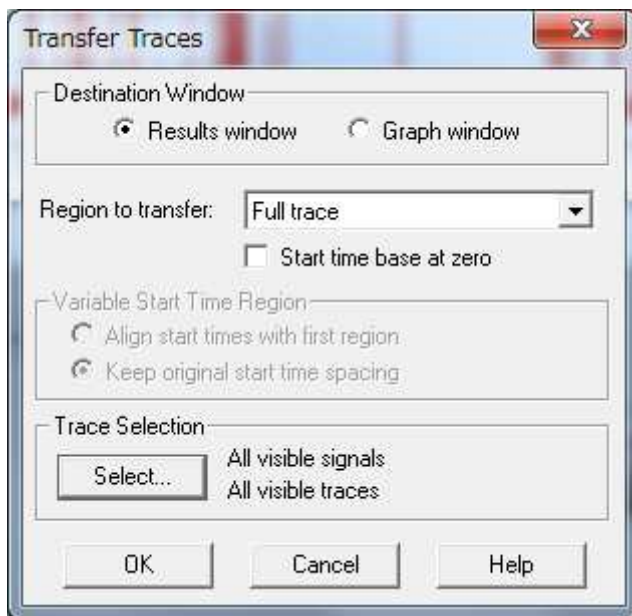 Transfer Traces
Destination Window
Results window Graph window
Region to transfer: Full trace
Start time base at zero
Variable Start Time Region
Align start times with first region
Keep original start time spacing
Trace Selection
Select... All visible signals
All visible traces
OK Cancel Help